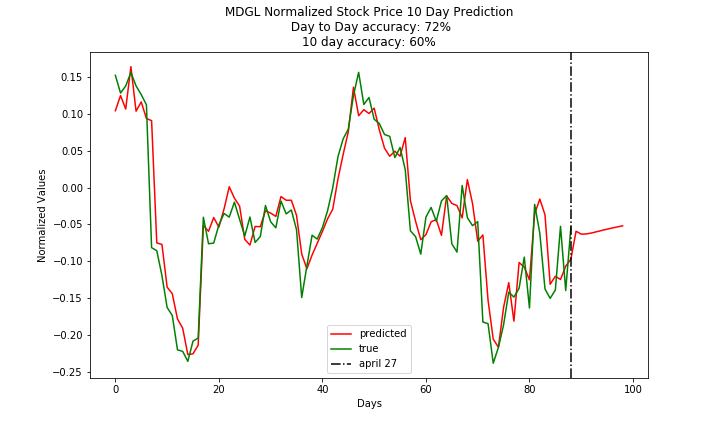 MDGL Normalized Stock Price 10 Day Prediction
Day to Day accuracy: 72%
10 day accuracy: 60%
0.15
0.10
0.05
0.00
−0.05
−0.10
−0.15
−0.20
−0.25
Normalized Values
predicted
true
april 27
0
20
40
60
80
100
Days